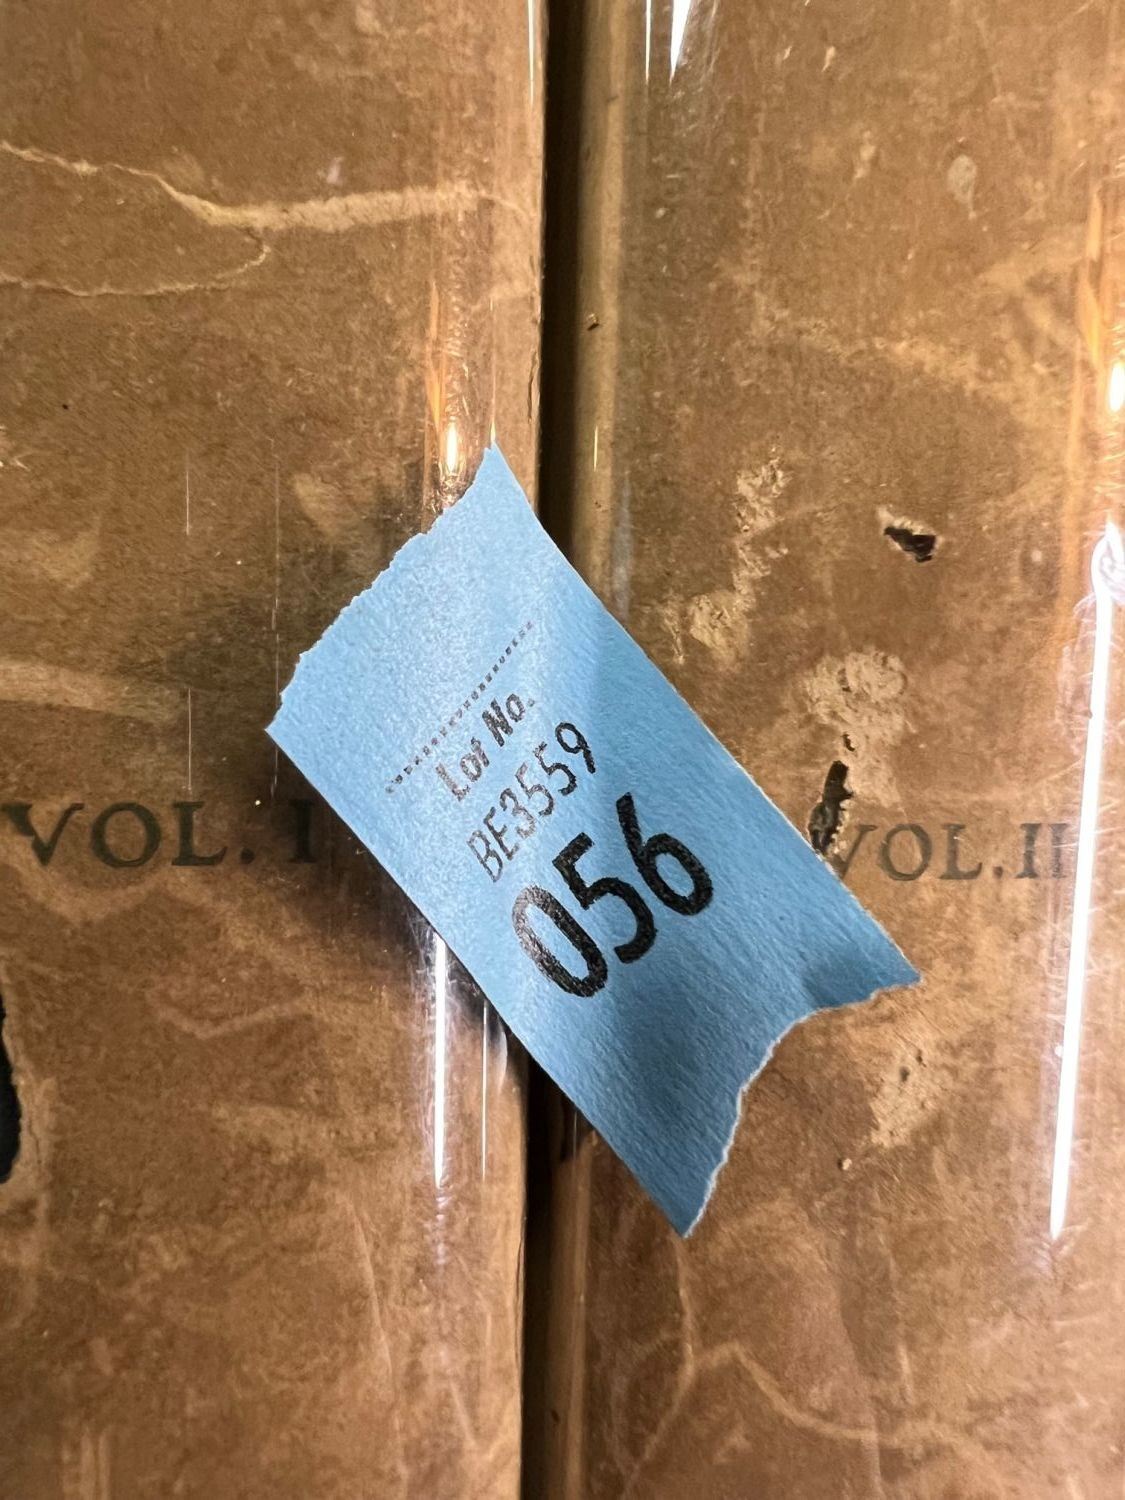 VOL. I
Lot No.
BE3559
056
VOL. II